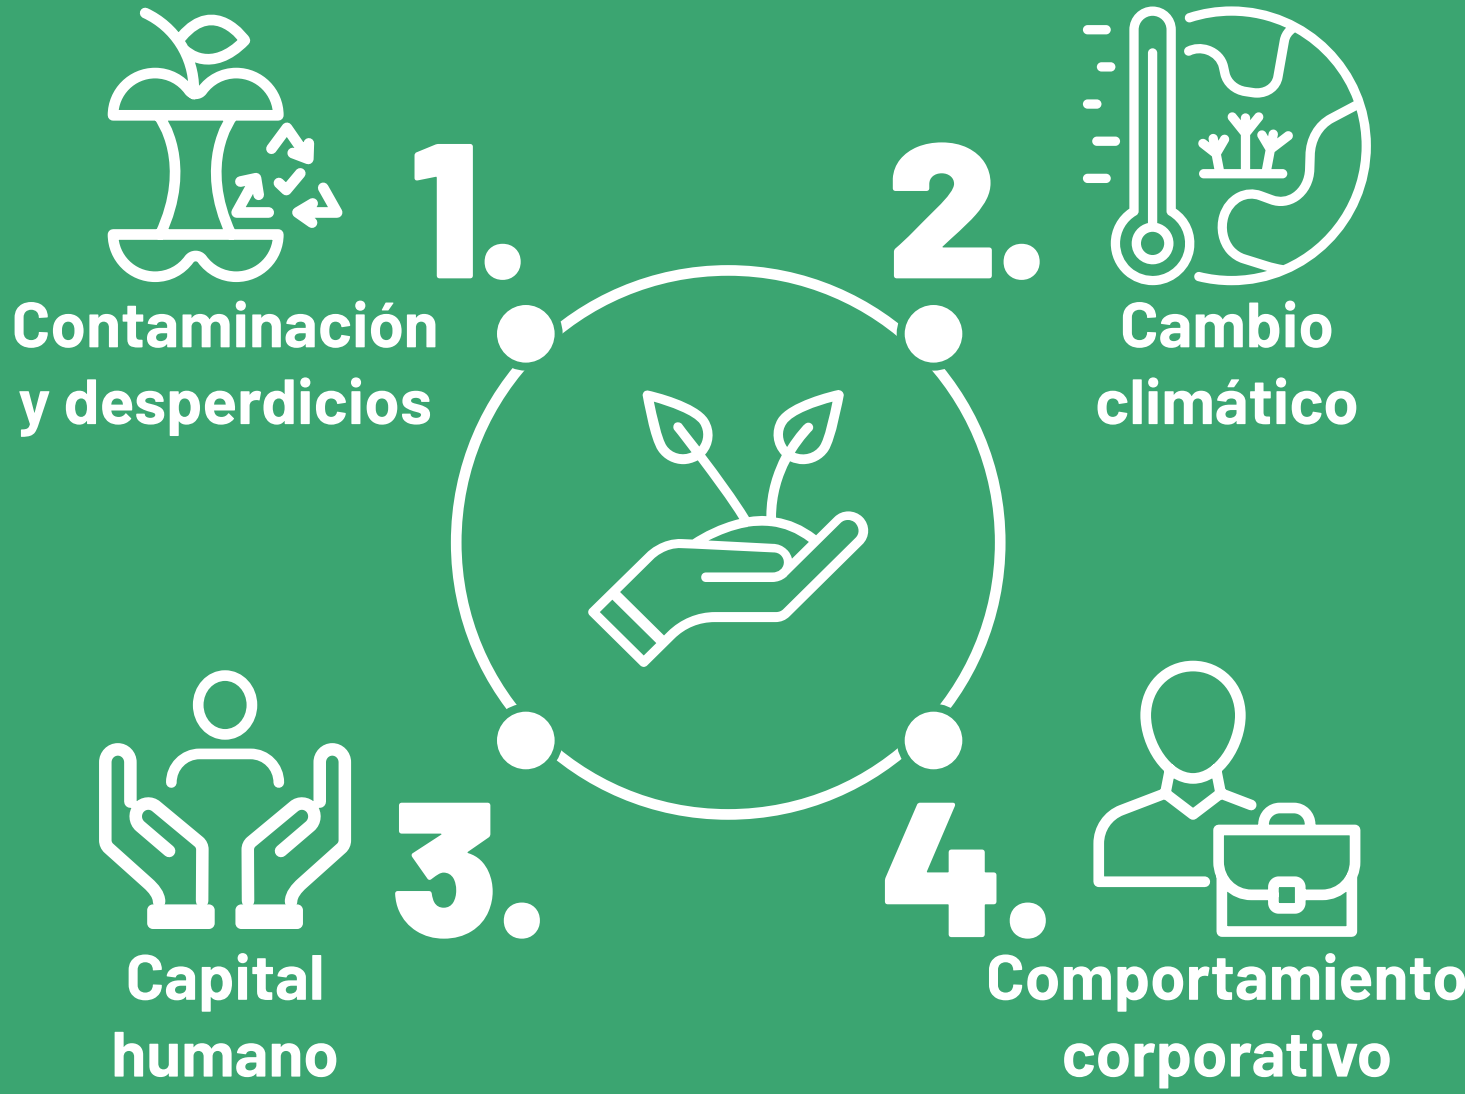 1.
Contaminación
y desperdicios
2.
Cambio
climático
3.
Capital
humano
4.
Comportamiento
corporativo